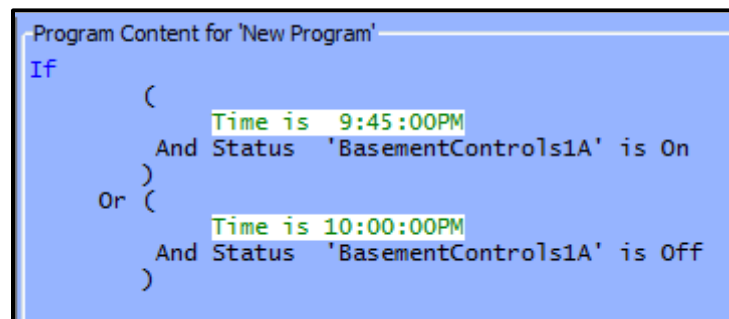 Program Content for 'New Program'
If
(
Time is  9:45:00PM
And Status  'BasementControls1A' is On
)
Or (
Time is 10:00:00PM
And Status  'BasementControls1A' is Off
)